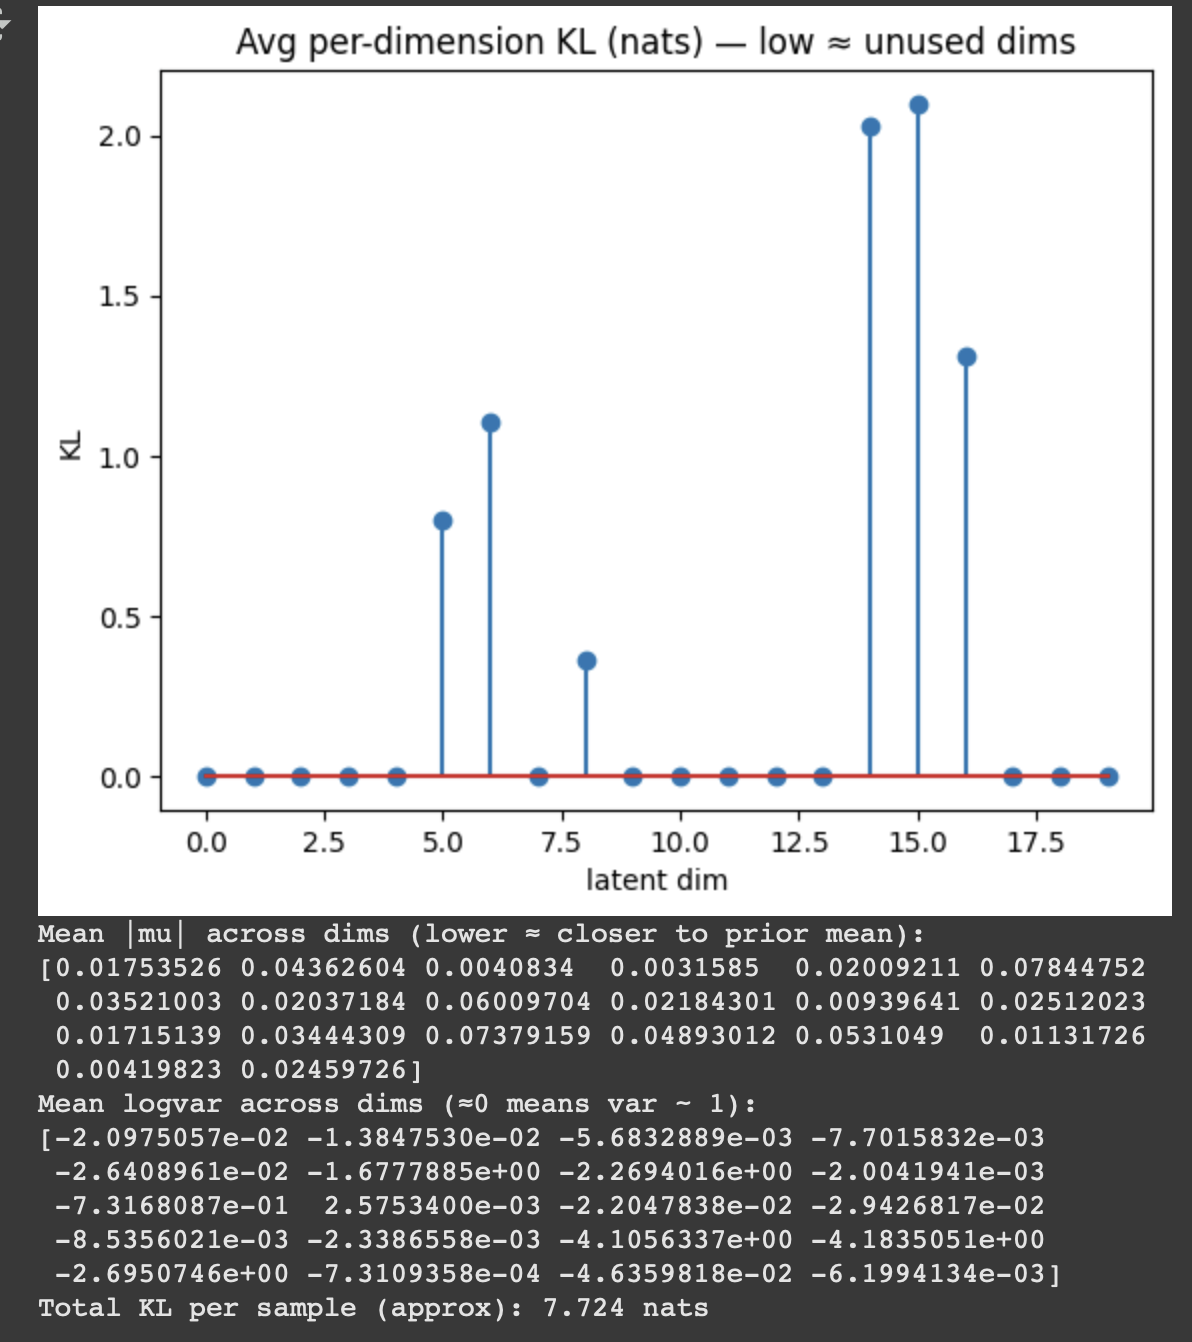 Avg per-dimension KL (nats) — low ≈ unused dims
2.0
1.5
KL
1.0
0.5
0.0
0.0 2.5 5.0 7.5 10.0 12.5 15.0 17.5
latent dim
Mean |mu| across dims (lower ≈ closer to prior mean):
[0.01753526 0.04362604 0.0040834 0.0031585 0.02009211 0.07844752
0.03521003 0.02037184 0.06009704 0.02184301 0.00939641 0.02512023
0.01715139 0.03444309 0.07379159 0.04893012 0.0531049 0.01131726
0.00419823 0.02459726]
Mean logvar across dims (≈0 means var ~ 1):
[-2.0975057e-02 -1.3847530e-02 -5.6832889e-03 -7.7015832e-03
-2.6408961e-02 -1.6777885e+00 -2.2694016e+00 -2.0041941e-03
-7.3168087e-01 2.5753400e-03 -2.2047838e-02 -2.9426817e-02
-8.5356021e-03 -2.3386558e-03 -4.1056337e+00 -4.1835051e+00
-2.6950746e+00 -7.3109358e-04 -4.6359818e-02 -6.1994134e-03]
Total KL per sample (approx): 7.724 nats